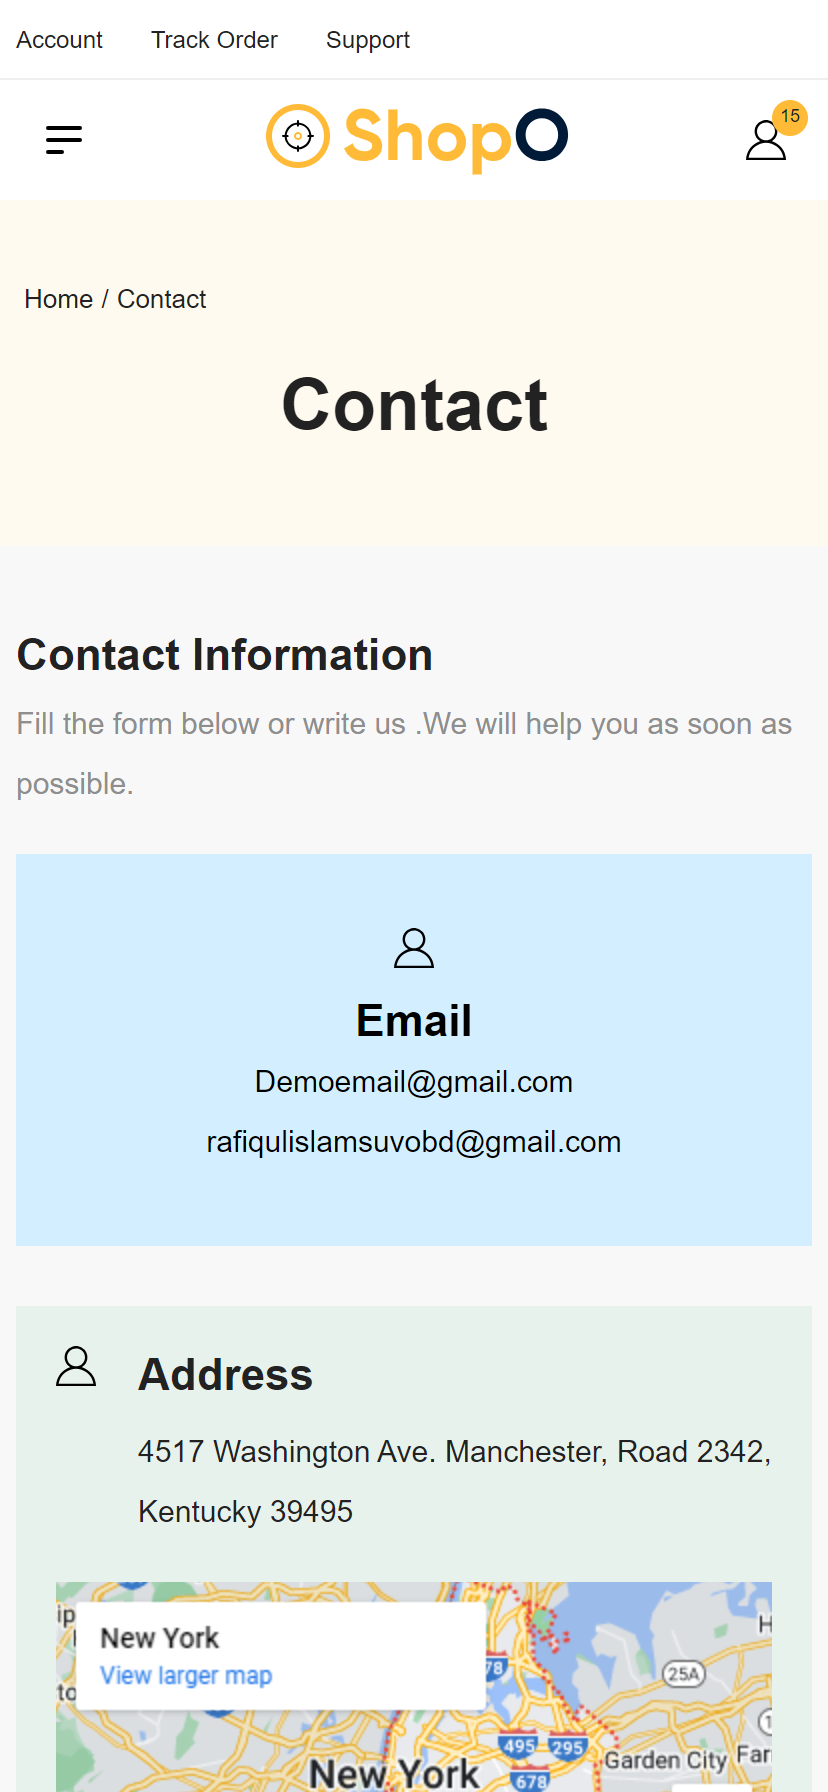 Account Track Order Support
ShopO
15
Home / Contact
Contact
Contact Information
Fill the form below or write us .We will help you as soon as
possible.
Email
Demoemail@gmail.com
rafiqulislamsuvobd@gmail.com
Address
4517 Washington Ave. Manchester, Road 2342,
Kentucky 39495
New York
View larger map
78
25A
495 295
Garden City
New York
678